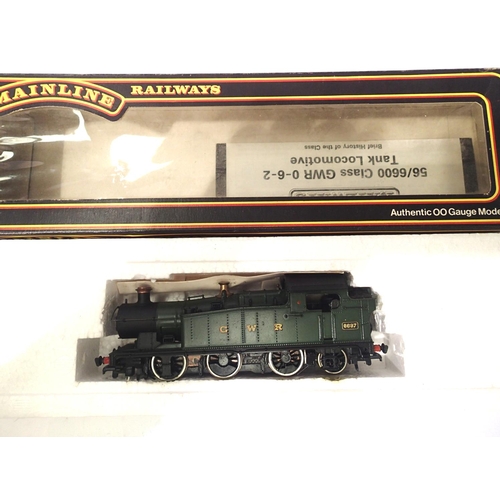 MAINLINE RAILWAYS
56/6600 Class GWR 0-6-2
Tank Locomotive
Brief History of the Class
Authentic OO Gauge Mode
G W R
6697